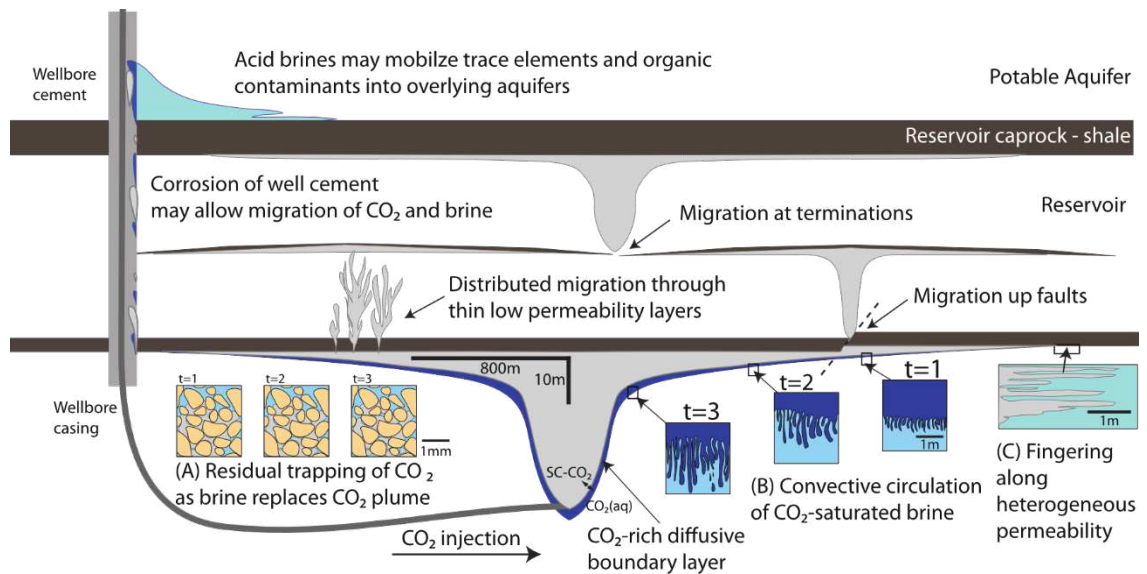 Acid brines may mobilze trace elements and organic
contaminants into overlying aquifers
Wellbore
cement
Potable Aquifer
Reservoir caprock - shale
Corrosion of well cement
may allow migration of CO₂ and brine
Migration at terminations
Reservoir
Distributed migration through
thin low permeability layers
Migration up faults
800m
10m
t=1
t=2
t=3
1mm
t=3
t=2
t=1
1m
1m
Wellbore
casing
(A) Residual trapping of CO₂
as brine replaces CO₂ plume
SC-CO₂
CO₂(aq)
(B) Convective circulation
of CO₂-saturated brine
(C) Fingering
along
heterogeneous
permeability
CO₂ injection
CO₂-rich diffusive
boundary layer